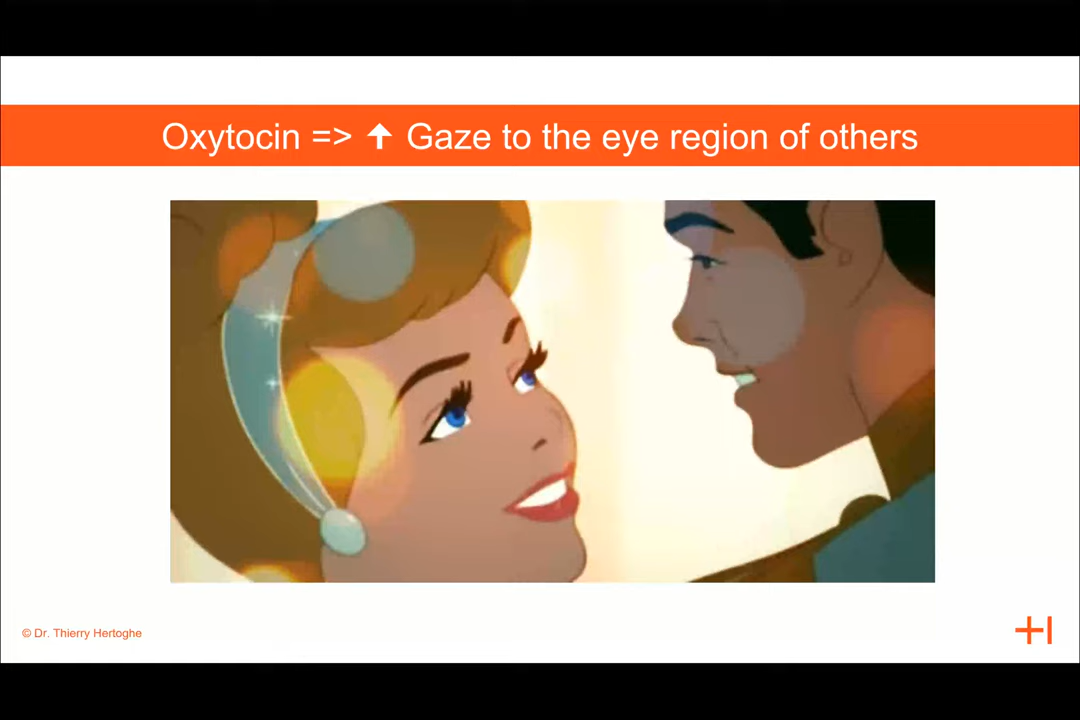 Oxytocin => ↑ Gaze to the eye region of others
© Dr. Thierry Hertoghe